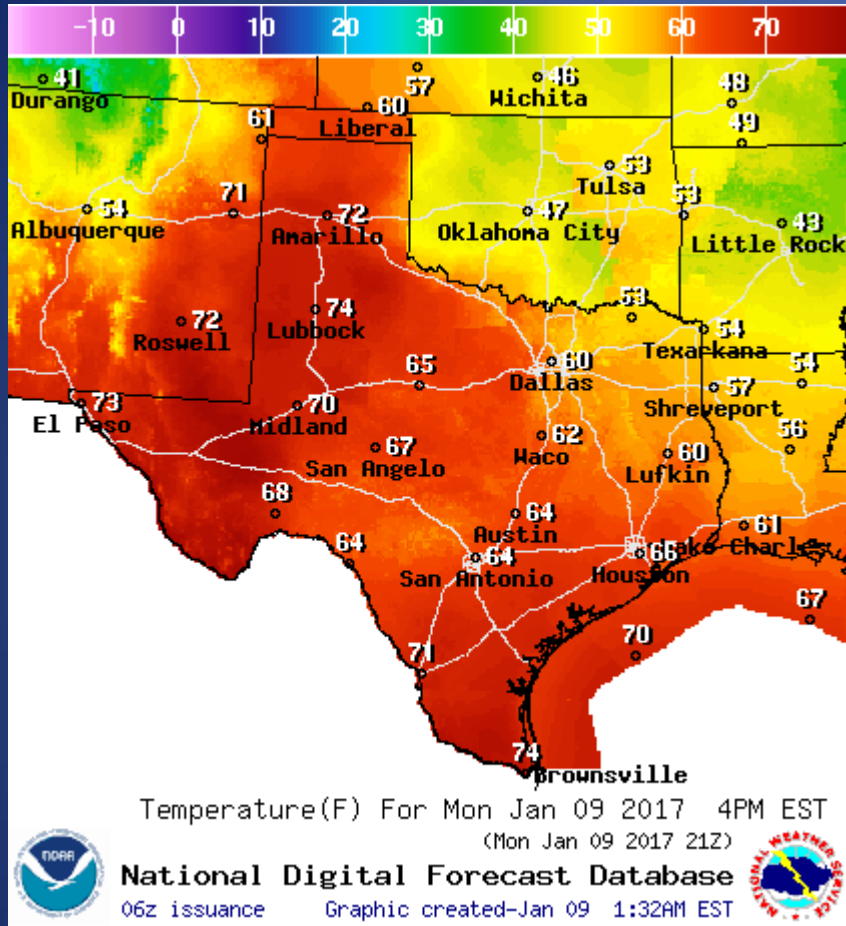 -10 0 10 20 30 40 50 60 70
41
Durango
57
46
Wichita
48
60
Liberal
61
49
53
Tulsa
54
Albuquerque
71
72
Amarillo
47
Oklahoma City
53
43
Little Rock
72
Roswell
74
Lubbock
53
54
Texarkana
65
60
Dallas
57
Shreveport
54
73
El Paso
70
Midland
67
San Angelo
62
Waco
60
Lufkin
56
68
64
Austin
61
Lake Charles
64
64
San Antonio
66
Houston
67
71
70
74
Brownsville
Temperature(F) For Mon Jan 09 2017 4PM EST
(Mon Jan 09 2017 21Z)
NOAA
National Digital Forecast Database
06z issuance Graphic created-Jan 09 1:32AM EST
NATIONAL WEATHER SERVICE